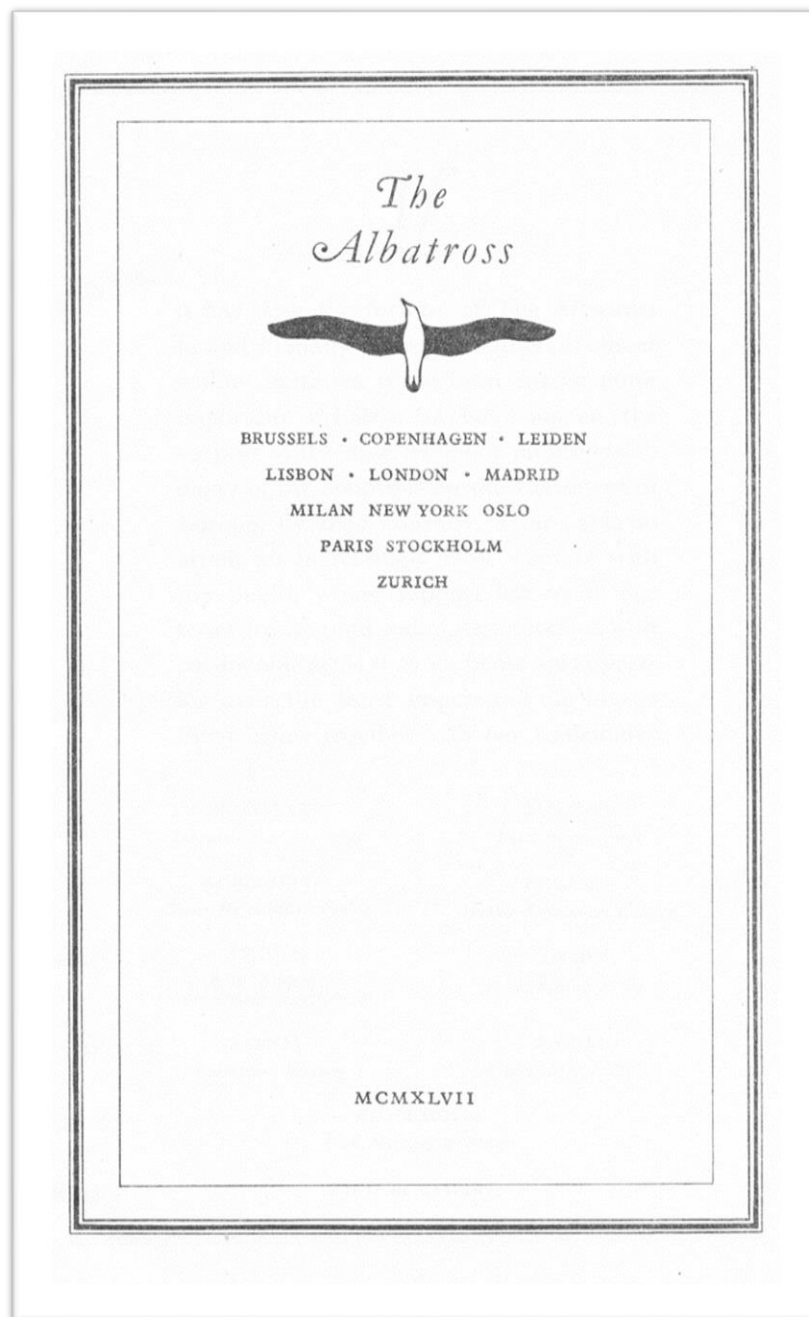 The
Albatross
BRUSSELS · COPENHAGEN · LEIDEN
LISBON · LONDON · MADRID
MILAN NEW YORK OSLO
PARIS STOCKHOLM
ZURICH
MCMXLVII